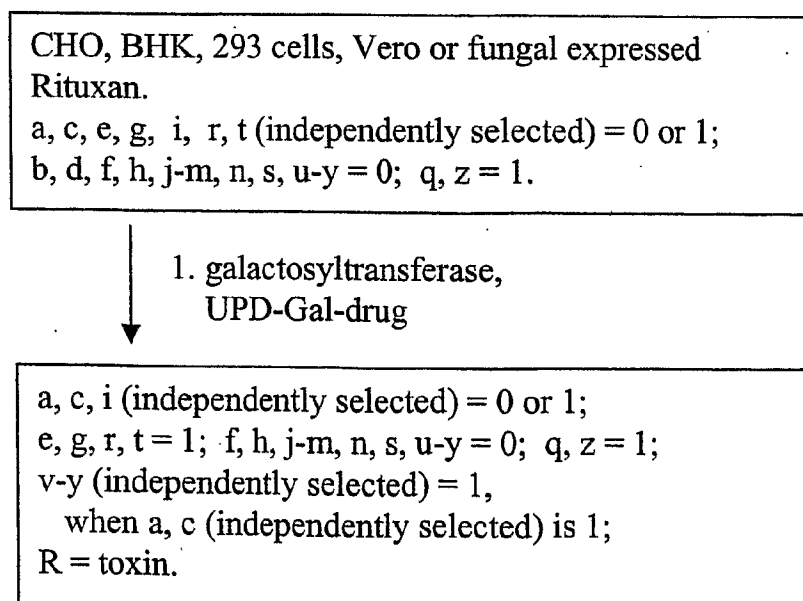 CHO, BHK, 293 cells, Vero or fungal expressed
Rituxan.
a, c, e, g, i, r, t (independently selected) = 0 or 1;
b, d, f, h, j-m, n, s, u-y = 0; q, z = 1.
1. galactosyltransferase,
UPD-Gal-drug
a, c, i (independently selected) = 0 or 1;
e, g, r, t = 1; f, h, j-m, n, s, u-y = 0; q, z = 1;
v-y (independently selected) = 1,
when a, c (independently selected) is 1;
R = toxin.